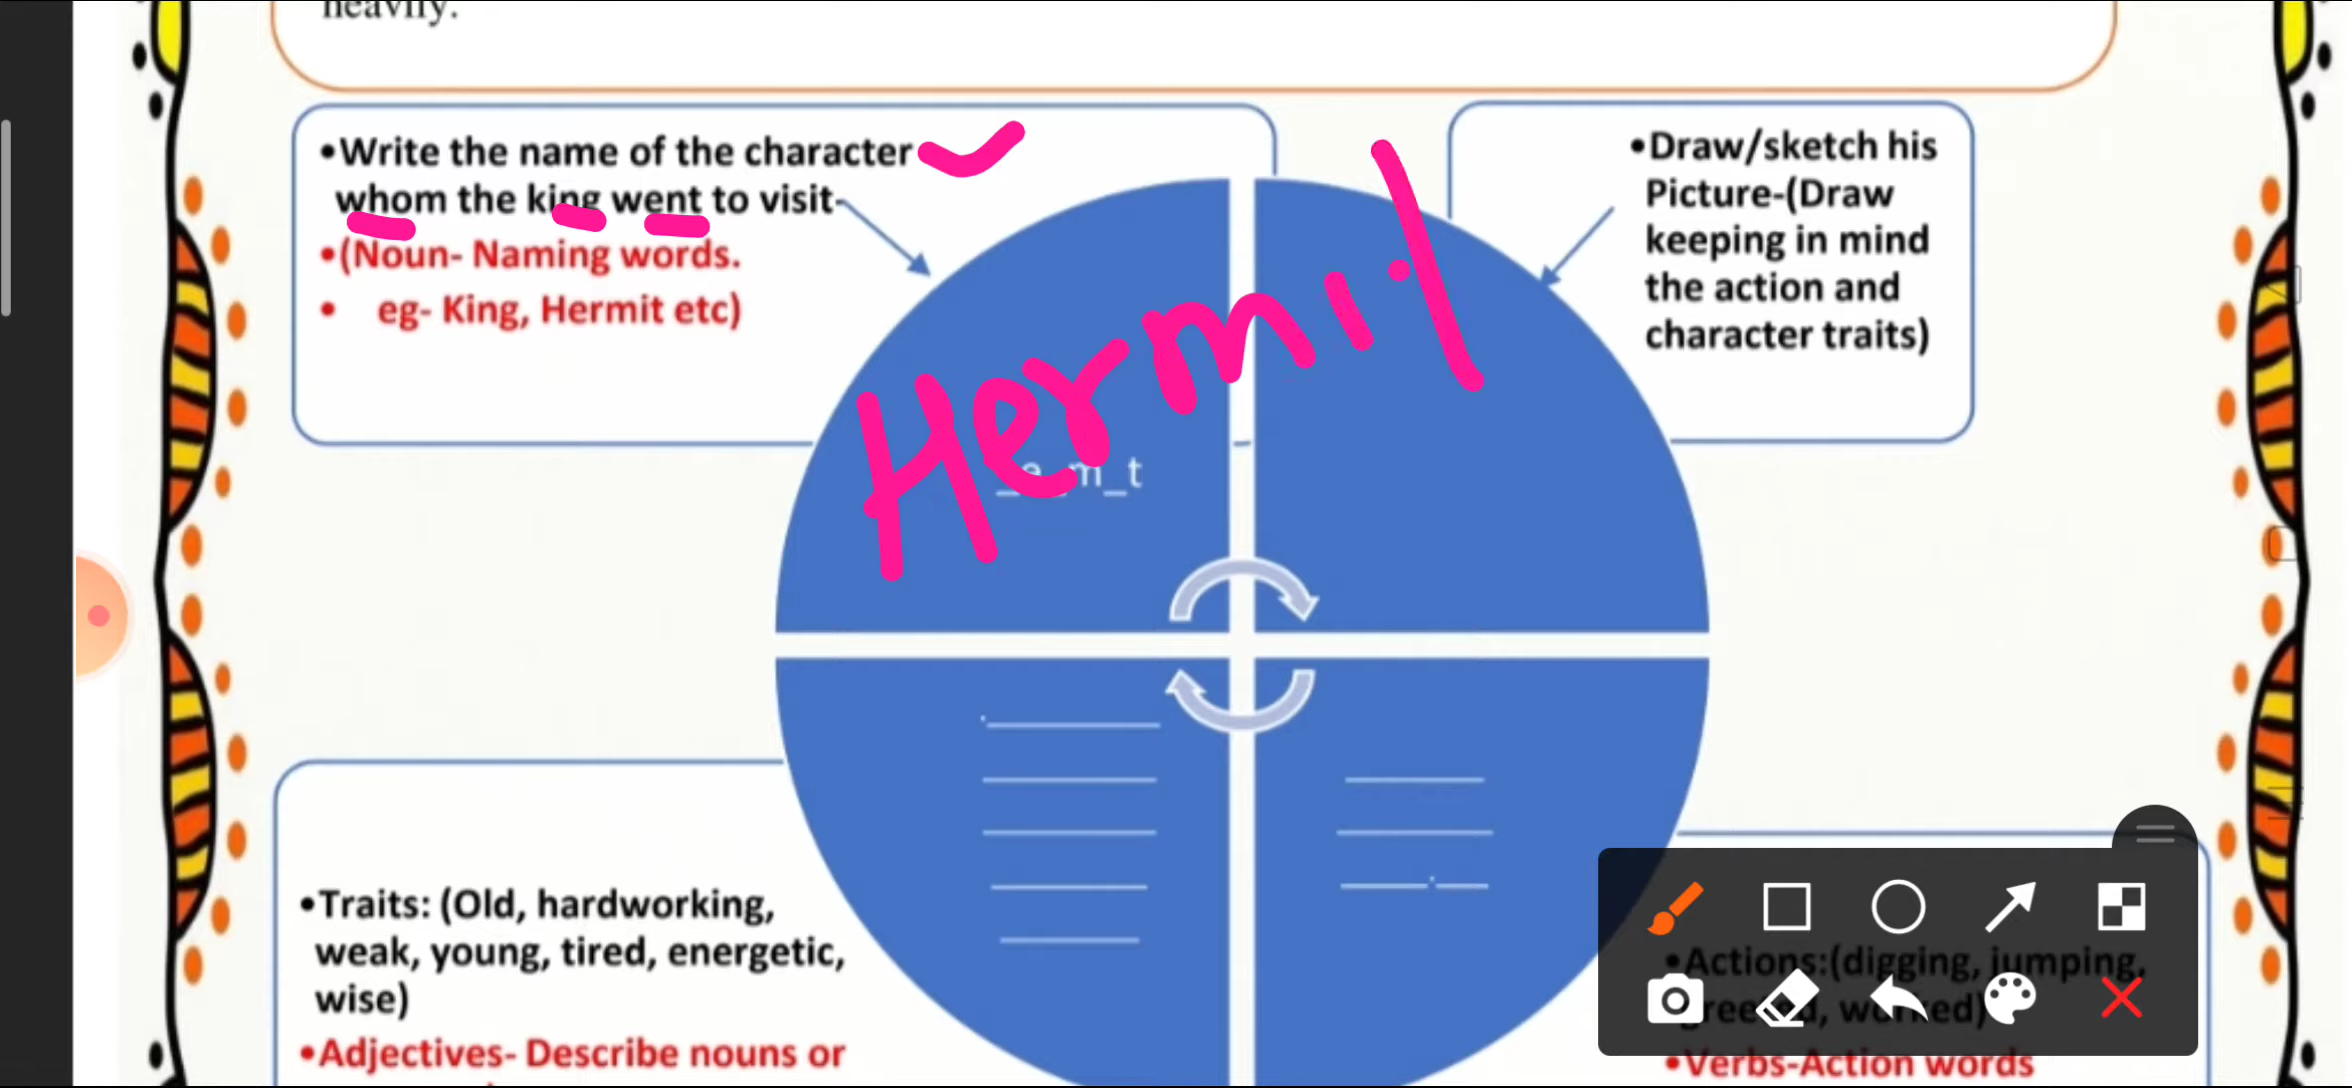 heavily.
•Write the name of the character
whom the king went to visit-
•(Noun- Naming words.
• eg- King, Hermit etc)
•Draw/sketch his
Picture-(Draw
keeping in mind
the action and
character traits)
Hermit
_e_m_t
•Traits: (Old, hardworking,
weak, young, tired, energetic,
wise)
•Adjectives- Describe nouns or
•Actions:(digging, jumping,
greeted, worked)
•Verbs-Action words